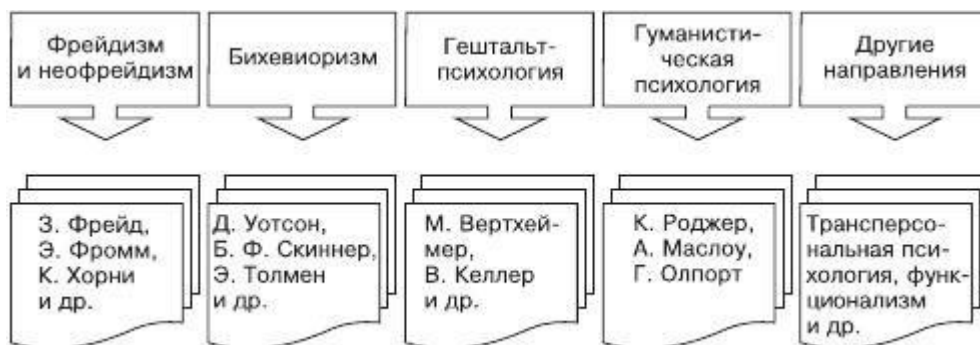 Фрейдизм
и неофрейдизм
Бихевиоризм
Гештальт-
психология
Гуманисти-
ческая
психология
Другие
направления
З. Фрейд,
Э. Фромм,
К. Хорни
и др.
Д. Уотсон,
Б. Ф. Скиннер,
Э. Толмен
и др.
М. Вертхей-
мер,
В. Келлер
и др.
К. Роджер,
А. Маслоу,
Г. Олпорт
Трансперсо-
нальная пси-
хология, функ-
ционализм
и др.